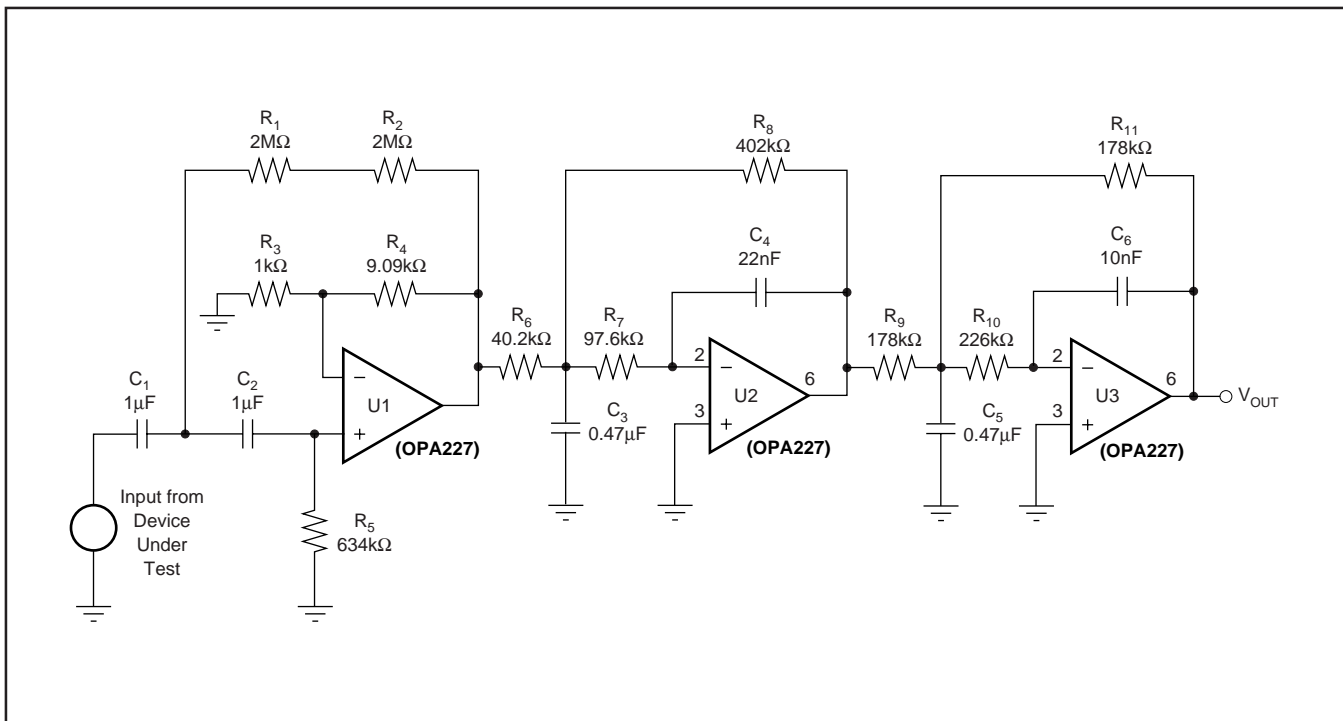 R1
2MΩ
R2
2MΩ
R8
402kΩ
R11
178kΩ
R3
1kΩ
R4
9.09kΩ
C4
22nF
C6
10nF
R6
40.2kΩ
R7
97.6kΩ
R9
178kΩ
R10
226kΩ
C1
1µF
C2
1µF
–
+
U1
(OPA227)
2
3
6
–
+
U2
(OPA227)
2
3
6
–
+
U3
(OPA227)
VOUT
C3
0.47µF
C5
0.47µF
Input from
Device
Under
Test
R5
634kΩ